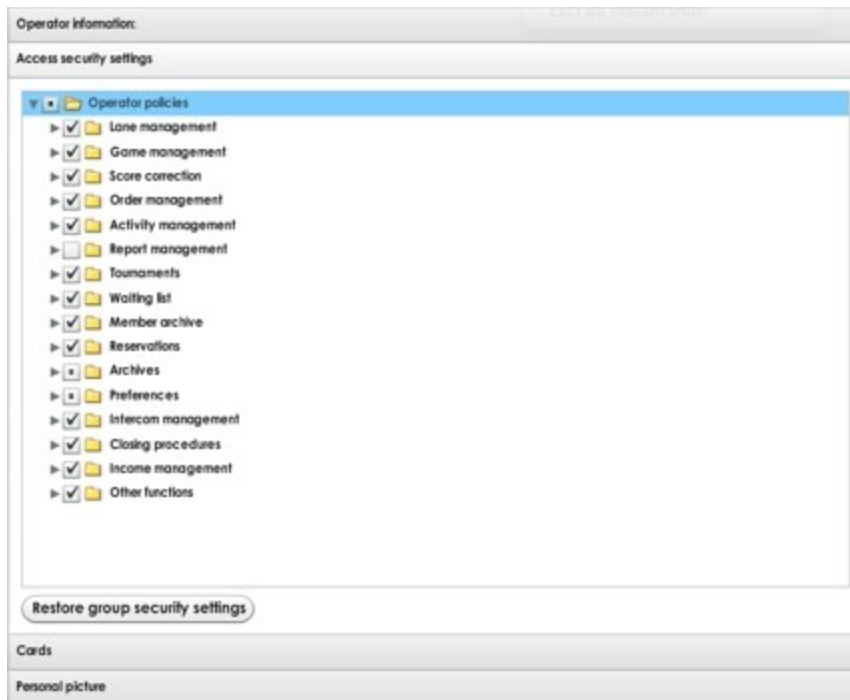 Operator information:
Access security settings
Operator policies
Lane management
Game management
Score correction
Order management
Activity management
Report management
Tournaments
Waiting list
Member archive
Reservations
Archives
Preferences
Intercom management
Closing procedures
Income management
Other functions
Restore group security settings
Cards
Personal picture